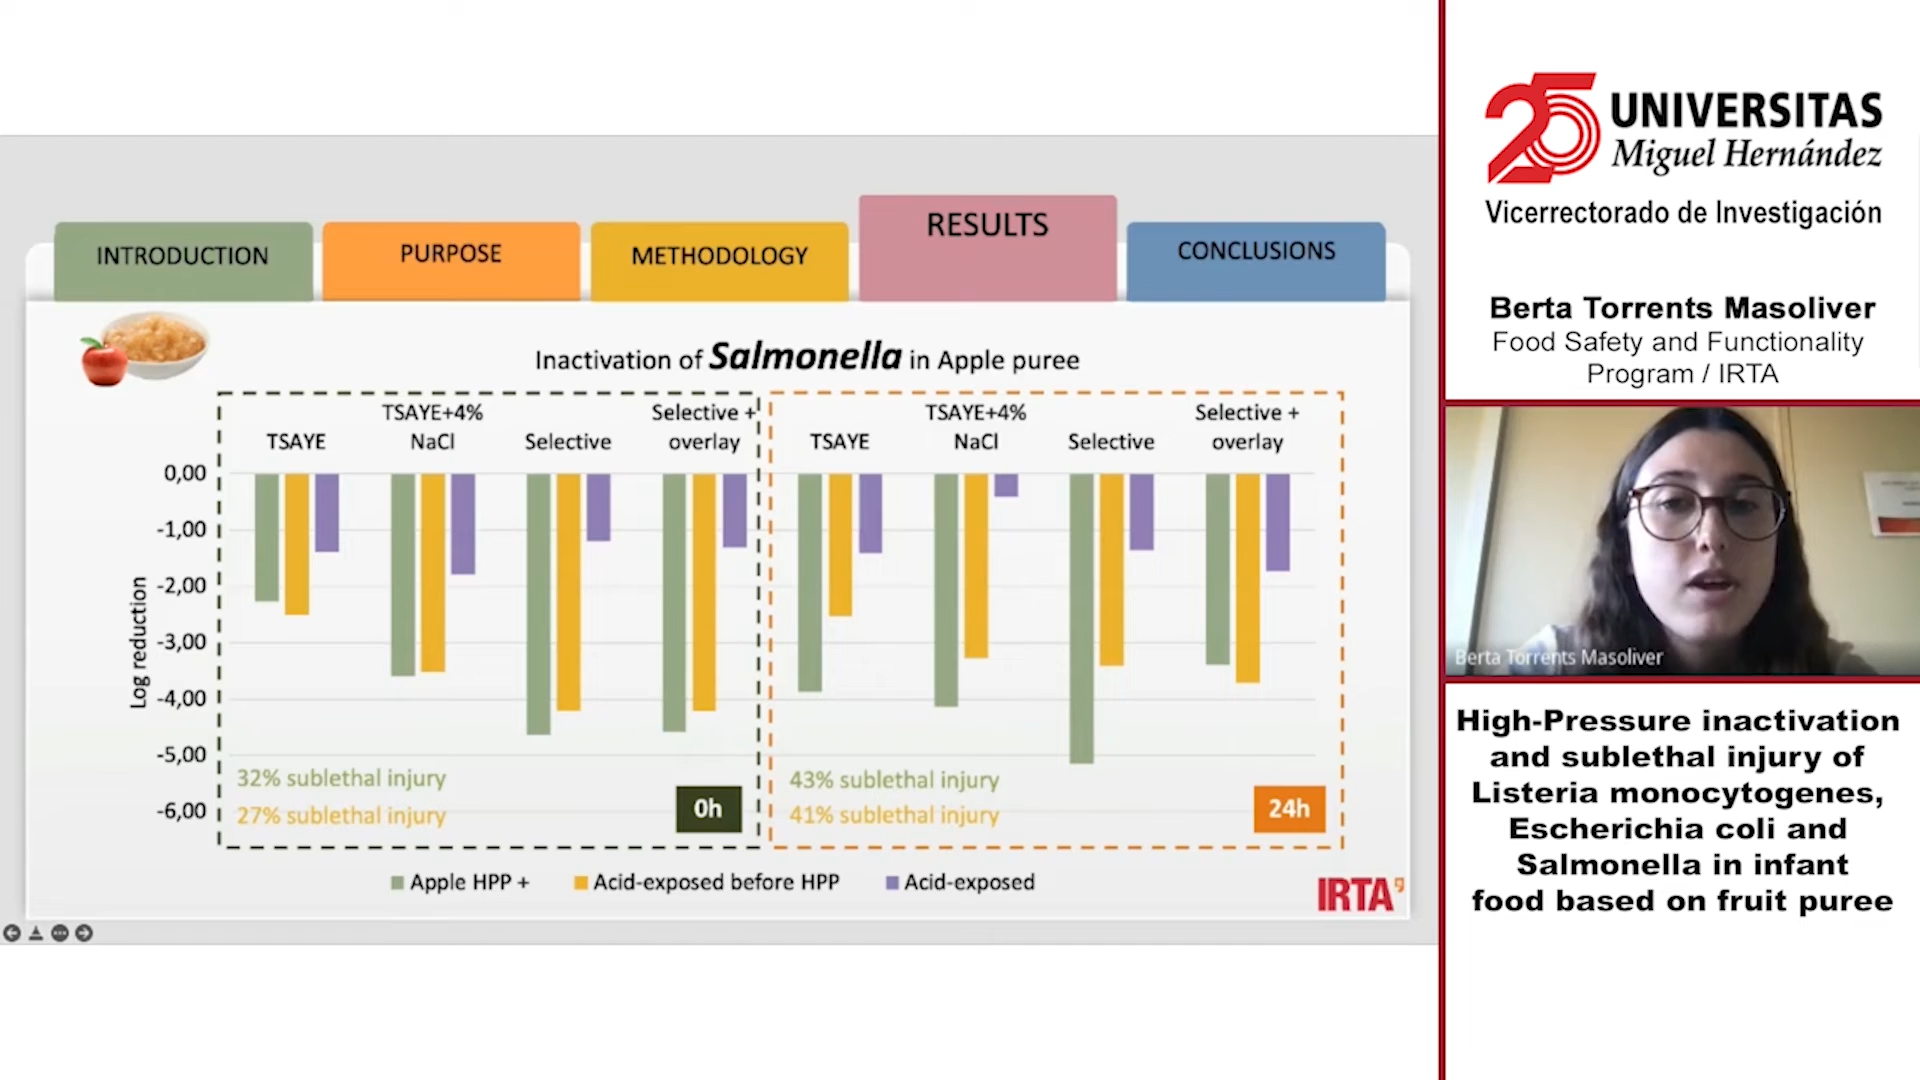 INTRODUCTION
PURPOSE
METHODOLOGY
RESULTS
CONCLUSIONS
Inactivation of Salmonella in Apple puree
TSAYE
TSAYE+4%
NaCl
Selective
Selective +
overlay
TSAYE
TSAYE+4%
NaCl
Selective
Selective +
overlay
Log reduction
0,00
-1,00
-2,00
-3,00
-4,00
-5,00
-6,00
32% sublethal injury
27% sublethal injury
0h
43% sublethal injury
41% sublethal injury
24h
Apple HPP +
Acid-exposed before HPP
Acid-exposed
IRTA
25 UNIVERSITAS
Miguel Hernández
Vicerrectorado de Investigación
Berta Torrents Masoliver
Food Safety and Functionality
Program / IRTA
Berta Torrents Masoliver
High-Pressure inactivation
and sublethal injury of
Listeria monocytogenes,
Escherichia coli and
Salmonella in infant
food based on fruit puree